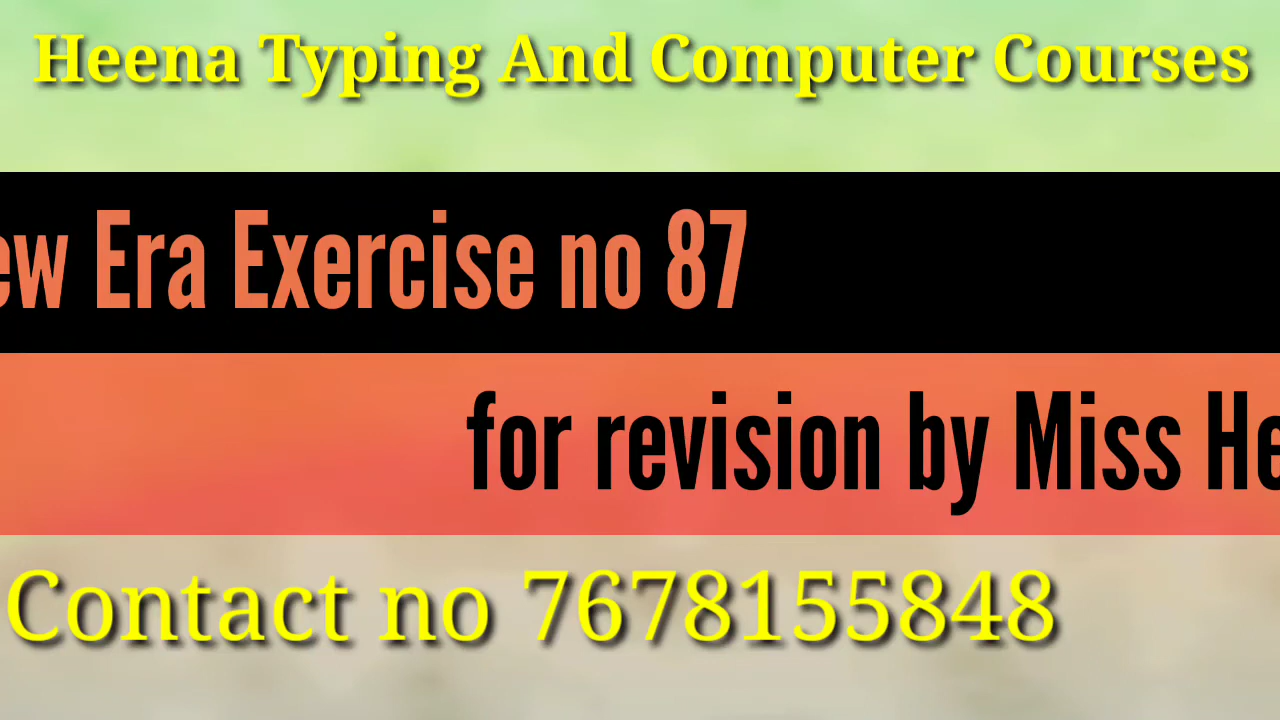 Heena Typing And Computer Courses
ew Era Exercise no 87
for revision by Miss He
Contact no 7678155848